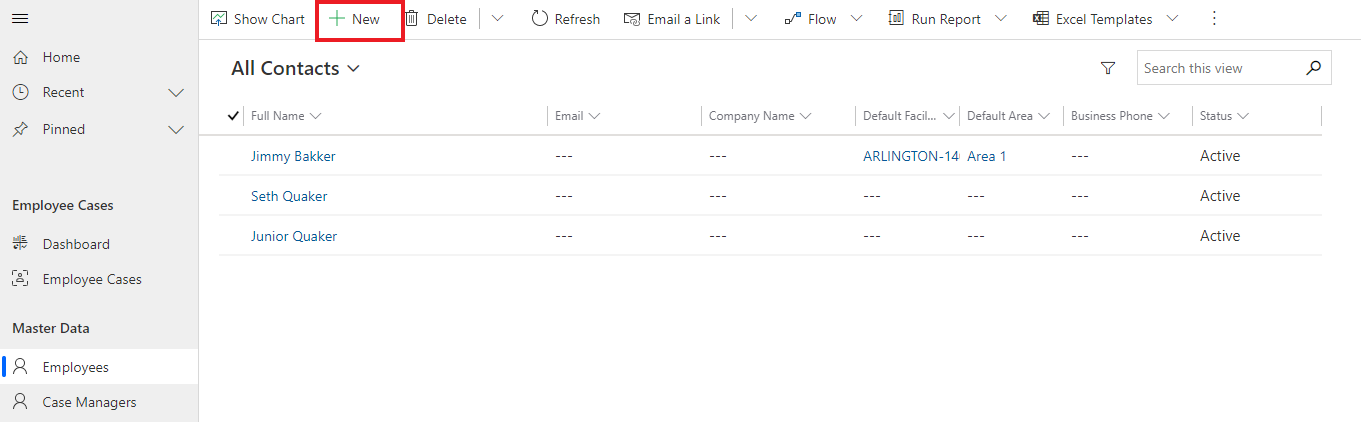 Show Chart New Delete Refresh Email a Link Flow Run Report Excel Templates
Home
Recent
Pinned
All Contacts
Search this view
Full Name Email Company Name Default Facil... Default Area Business Phone Status
Jimmy Bakker --- --- ARLINGTON-140 Area 1 --- Active
Seth Quaker --- --- --- --- --- Active
Junior Quaker --- --- --- --- --- Active
Employee Cases
Dashboard
Employee Cases
Master Data
Employees
Case Managers